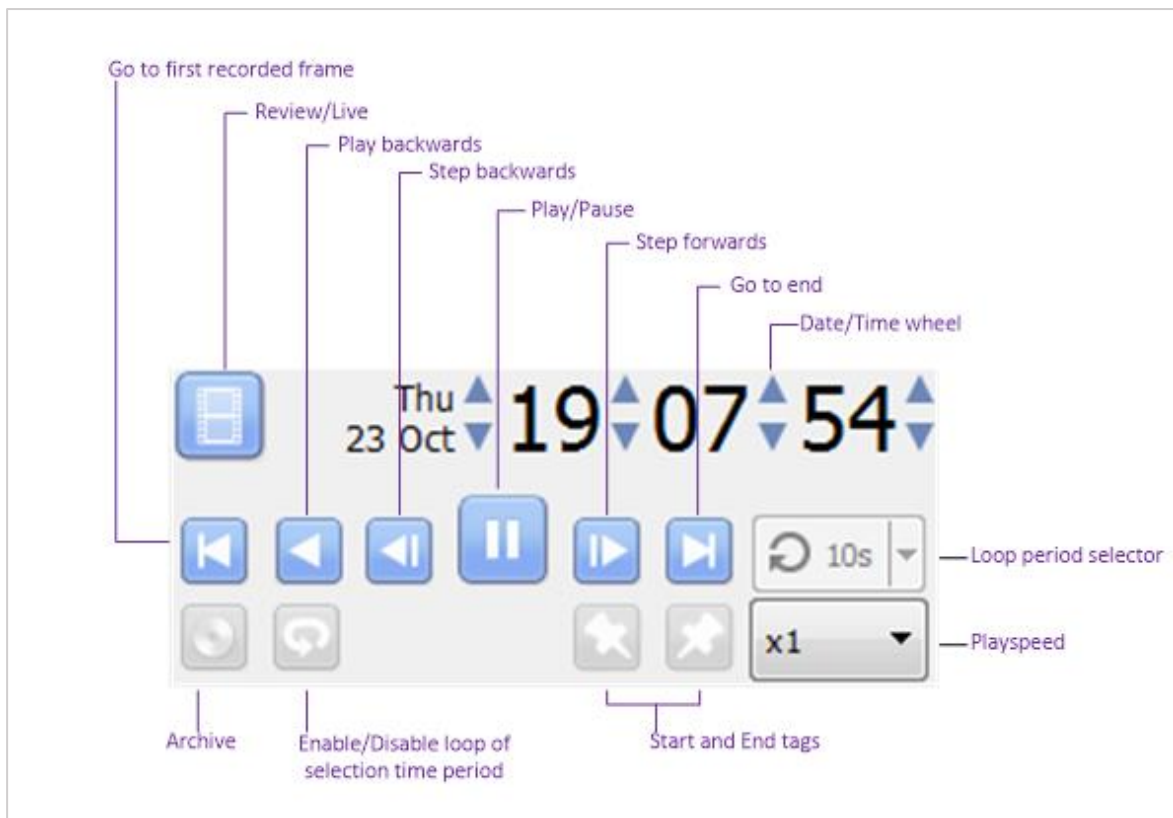 Go to first recorded frame
Review/Live
Play backwards
Step backwards
Play/Pause
Step forwards
Go to end
Date/Time wheel
Thu
23 Oct
19 07 54
10s
Loop period selector
x1
Playspeed
Archive
Enable/Disable loop of
selection time period
Start and End tags